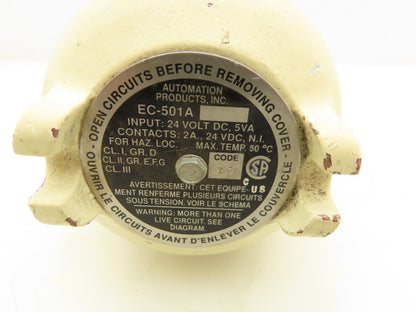 - OPEN CIRCUITS BEFORE REMOVING COVER -
AUTOMATION
PRODUCTS, INC.
EC-501A
INPUT: 24 VOLT DC, 5VA
CONTACTS: 2A., 24 VDC, N.I.
FOR HAZ. LOC. MAX. TEMP. 90 °C
CL. I, GR. D
CL. II, GR. E,F,G
CL. III
CODE
C US
AVERTISSEMENT: CET EQUIPE-
MENT RENFERME PLUSIEURS CIRCUITS
SOUS TENSION. VOIR LE SCHEMA
WARNING: MORE THAN ONE
LIVE CIRCUIT. SEE
DIAGRAM.
OUVRIR LE CIRCUITS AVANT D'ENLEVER LE COUVERCLE